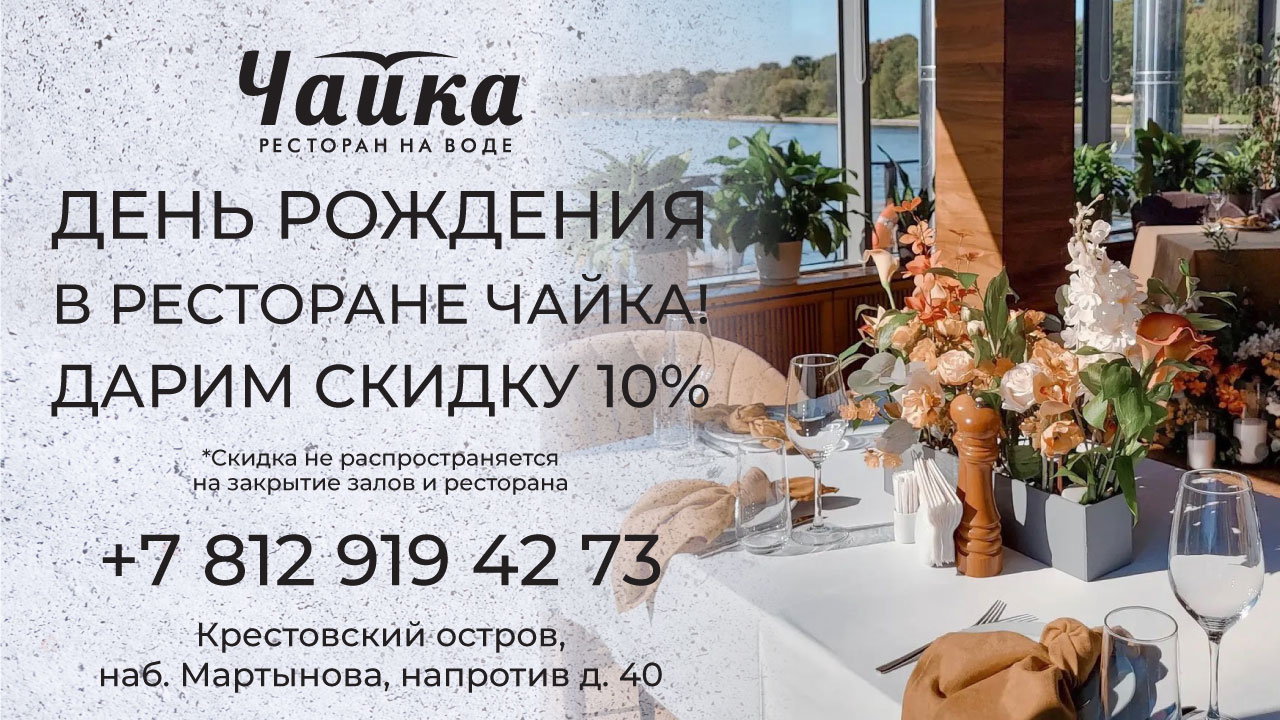 Чайка
РЕСТОРАН НА ВОДЕ
ДЕНЬ РОЖДЕНИЯ
В РЕСТОРАНЕ ЧАЙКА!
ДАРИМ СКИДКУ 10%
*Скидка не распространяется
на закрытие залов и ресторана
+7 812 919 42 73
Крестовский остров,
наб. Мартынова, напротив д. 40